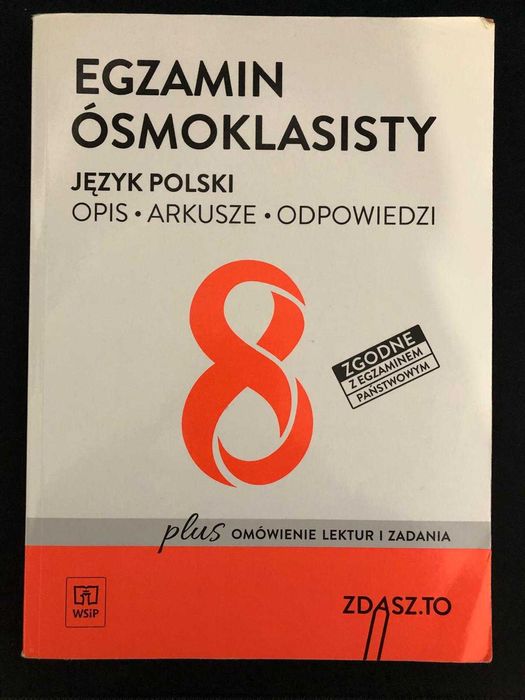 EGZAMIN
ÓSMOKLASISTY
JĘZYK POLSKI
OPIS • ARKUSZE • ODPOWIEDZI
8
ZGODNE
Z EGZAMINEM
PAŃSTWOWYM
plus OMÓWIENIE LEKTUR I ZADANIA
WSiP
ZDASZ.TO